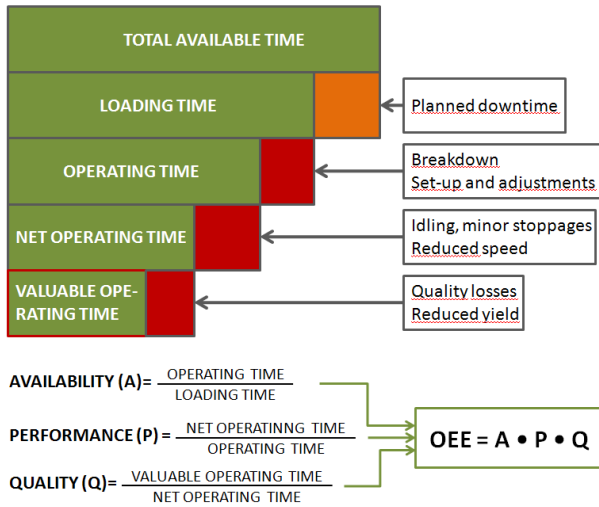 TOTAL AVAILABLE TIME
LOADING TIME
Planned downtime
OPERATING TIME
Breakdown
Set-up and adjustments
NET OPERATING TIME
Idling, minor stoppages
Reduced speed
VALUABLE OPE-
RATING TIME
Quality losses
Reduced yield
AVAILABILITY (A)= OPERATING TIME
LOADING TIME
PERFORMANCE (P) = NET OPERATINNG TIME
OPERATING TIME
QUALITY (Q)= VALUABLE OPERATING TIME
NET OPERATING TIME
OEE = A • P • Q